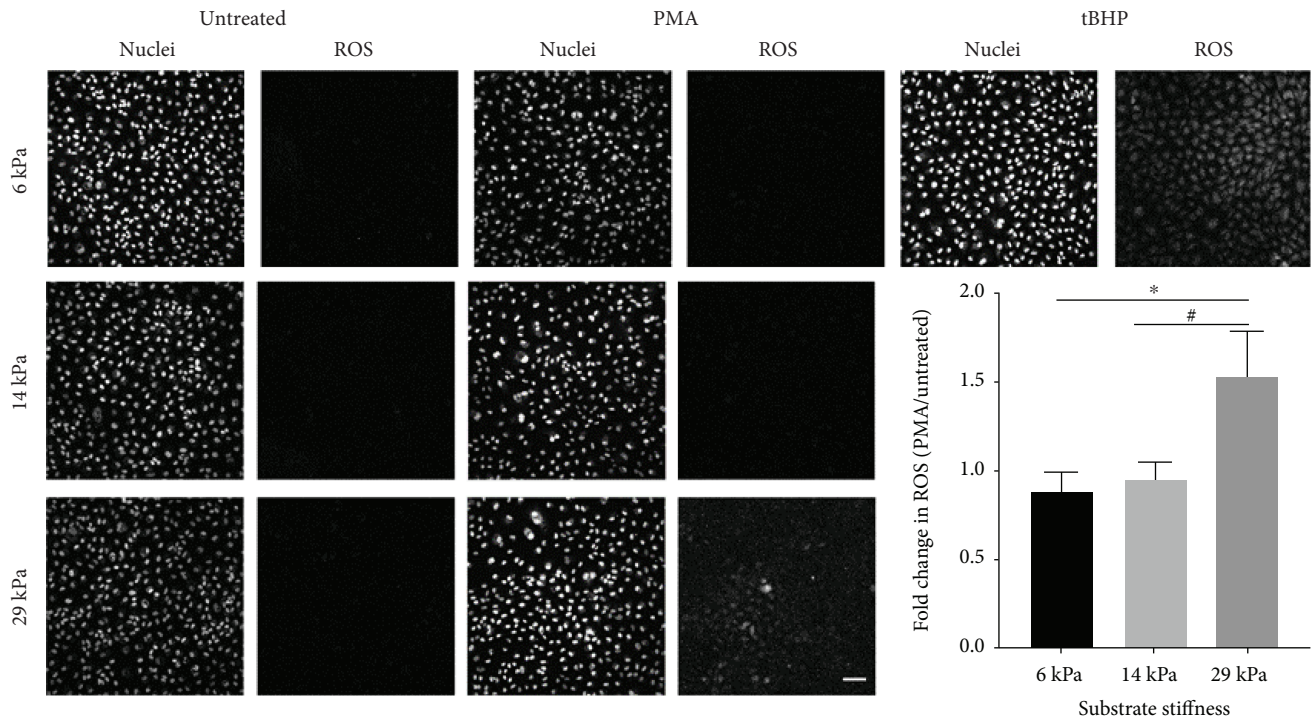 Untreated
PMA
tBHP
Nuclei
ROS
Nuclei
ROS
Nuclei
ROS
6 kPa
14 kPa
29 kPa
Fold change in ROS (PMA/untreated)
2.0
1.5
1.0
0.5
0.0
*
#
6 kPa
14 kPa
29 kPa
Substrate stiffness